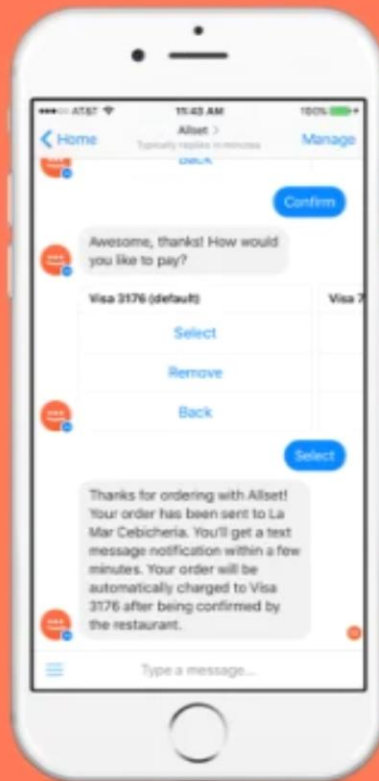 AT&T 11:43 AM 100%
Home Allset Manage
Typically replies in minutes
Back
Confirm
Awesome, thanks! How would
you like to pay?
Visa 3176 (default) Visa 7
Select
Remove
Back
Select
Thanks for ordering with Allset!
Your order has been sent to La
Mar Cebicheria. You'll get a text
message notification within a few
minutes. Your order will be
automatically charged to Visa
3176 after being confirmed by
the restaurant.
Type a message...